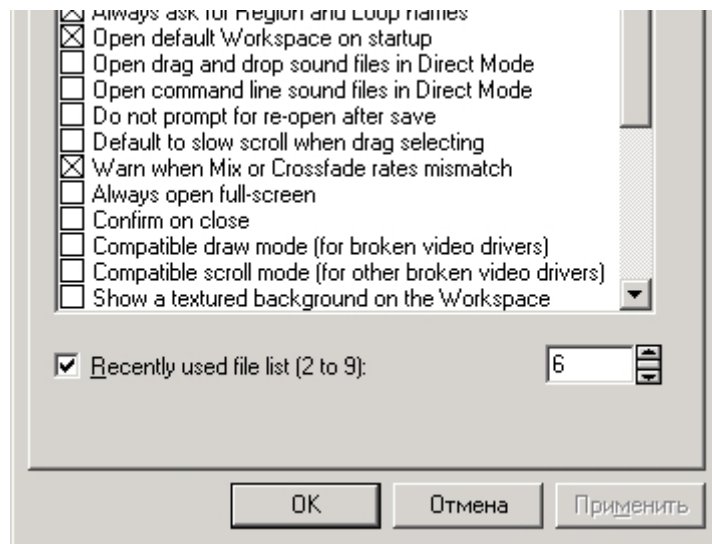 Always ask for Region and Loop names
Open default Workspace on startup
Open drag and drop sound files in Direct Mode
Open command line sound files in Direct Mode
Do not prompt for re-open after save
Default to slow scroll when drag selecting
Warn when Mix or Crossfade rates mismatch
Always open full-screen
Confirm on close
Compatible draw mode (for broken video drivers)
Compatible scroll mode (for other broken video drivers)
Show a textured background on the Workspace
Recently used file list (2 to 9): 6
OK Отмена Применить